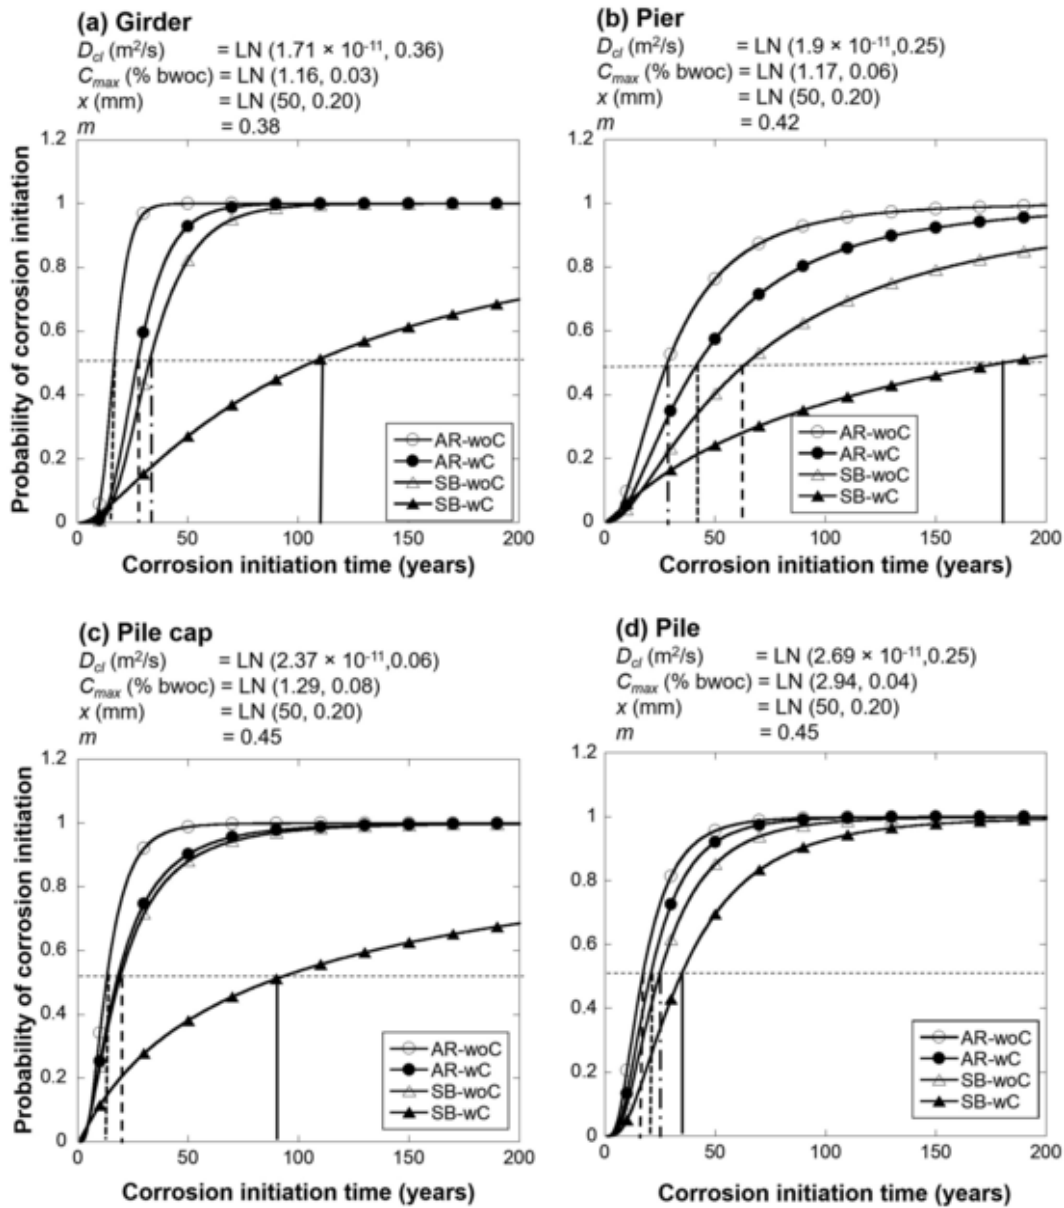 (a) Girder
D_cl (m²/s) = LN (1.71 × 10⁻¹¹, 0.36)
C_max (% bwoc) = LN (1.16, 0.03)
x (mm) = LN (50, 0.20)
m = 0.38
1.2
1
0.8
0.6
0.4
0.2
0
Probability of corrosion initiation
AR-woC
AR-wC
SB-woC
SB-wC
0 50 100 150 200
Corrosion initiation time (years)
(b) Pier
D_cl (m²/s) = LN (1.9 × 10⁻¹¹,0.25)
C_max (% bwoc) = LN (1.17, 0.06)
x (mm) = LN (50, 0.20)
m = 0.42
1.2
1
0.8
0.6
0.4
0.2
0
AR-woC
AR-wC
SB-woC
SB-wC
0 50 100 150 200
Corrosion initiation time (years)
(c) Pile cap
D_cl (m²/s) = LN (2.37 × 10⁻¹¹,0.06)
C_max (% bwoc) = LN (1.29, 0.08)
x (mm) = LN (50, 0.20)
m = 0.45
1.2
1
0.8
0.6
0.4
0.2
0
Probability of corrosion initiation
AR-woC
AR-wC
SB-woC
SB-wC
0 50 100 150 200
Corrosion initiation time (years)
(d) Pile
D_cl (m²/s) = LN (2.69 × 10⁻¹¹,0.25)
C_max (% bwoc) = LN (2.94, 0.04)
x (mm) = LN (50, 0.20)
m = 0.45
1.2
1
0.8
0.6
0.4
0.2
0
AR-woC
AR-wC
SB-woC
SB-wC
0 50 100 150 200
Corrosion initiation time (years)